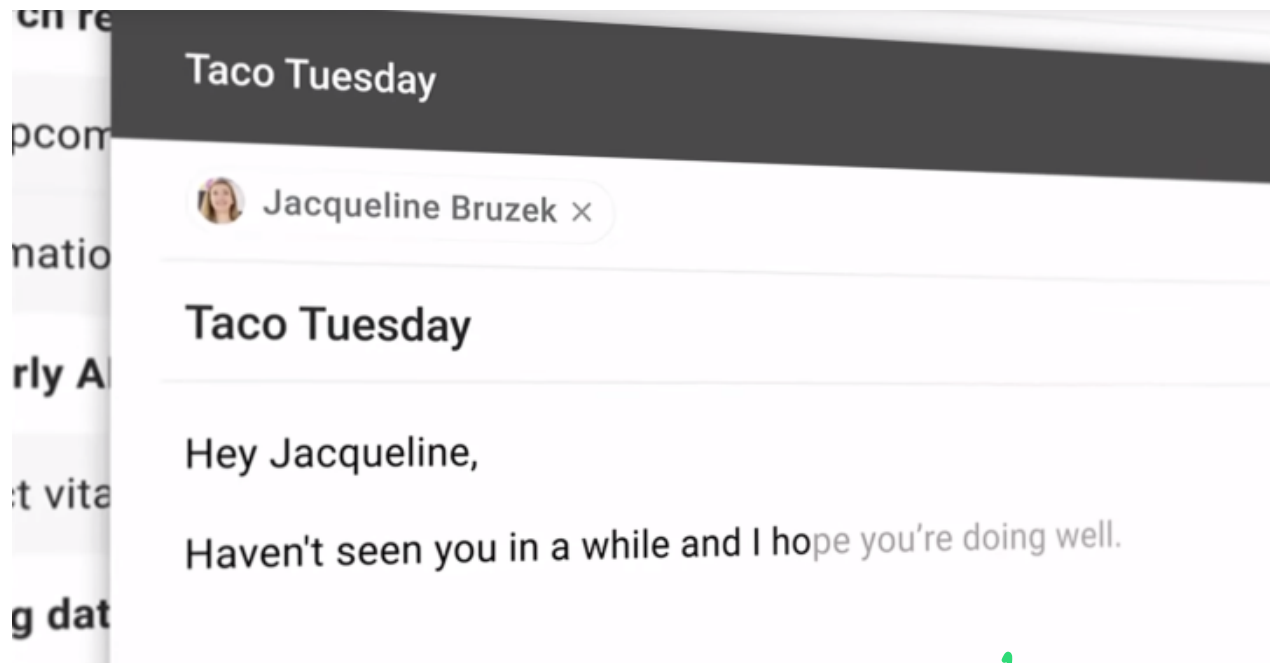 Taco Tuesday
Jacqueline Bruzek
Taco Tuesday
Hey Jacqueline,
Haven't seen you in a while and I hope you’re doing well.